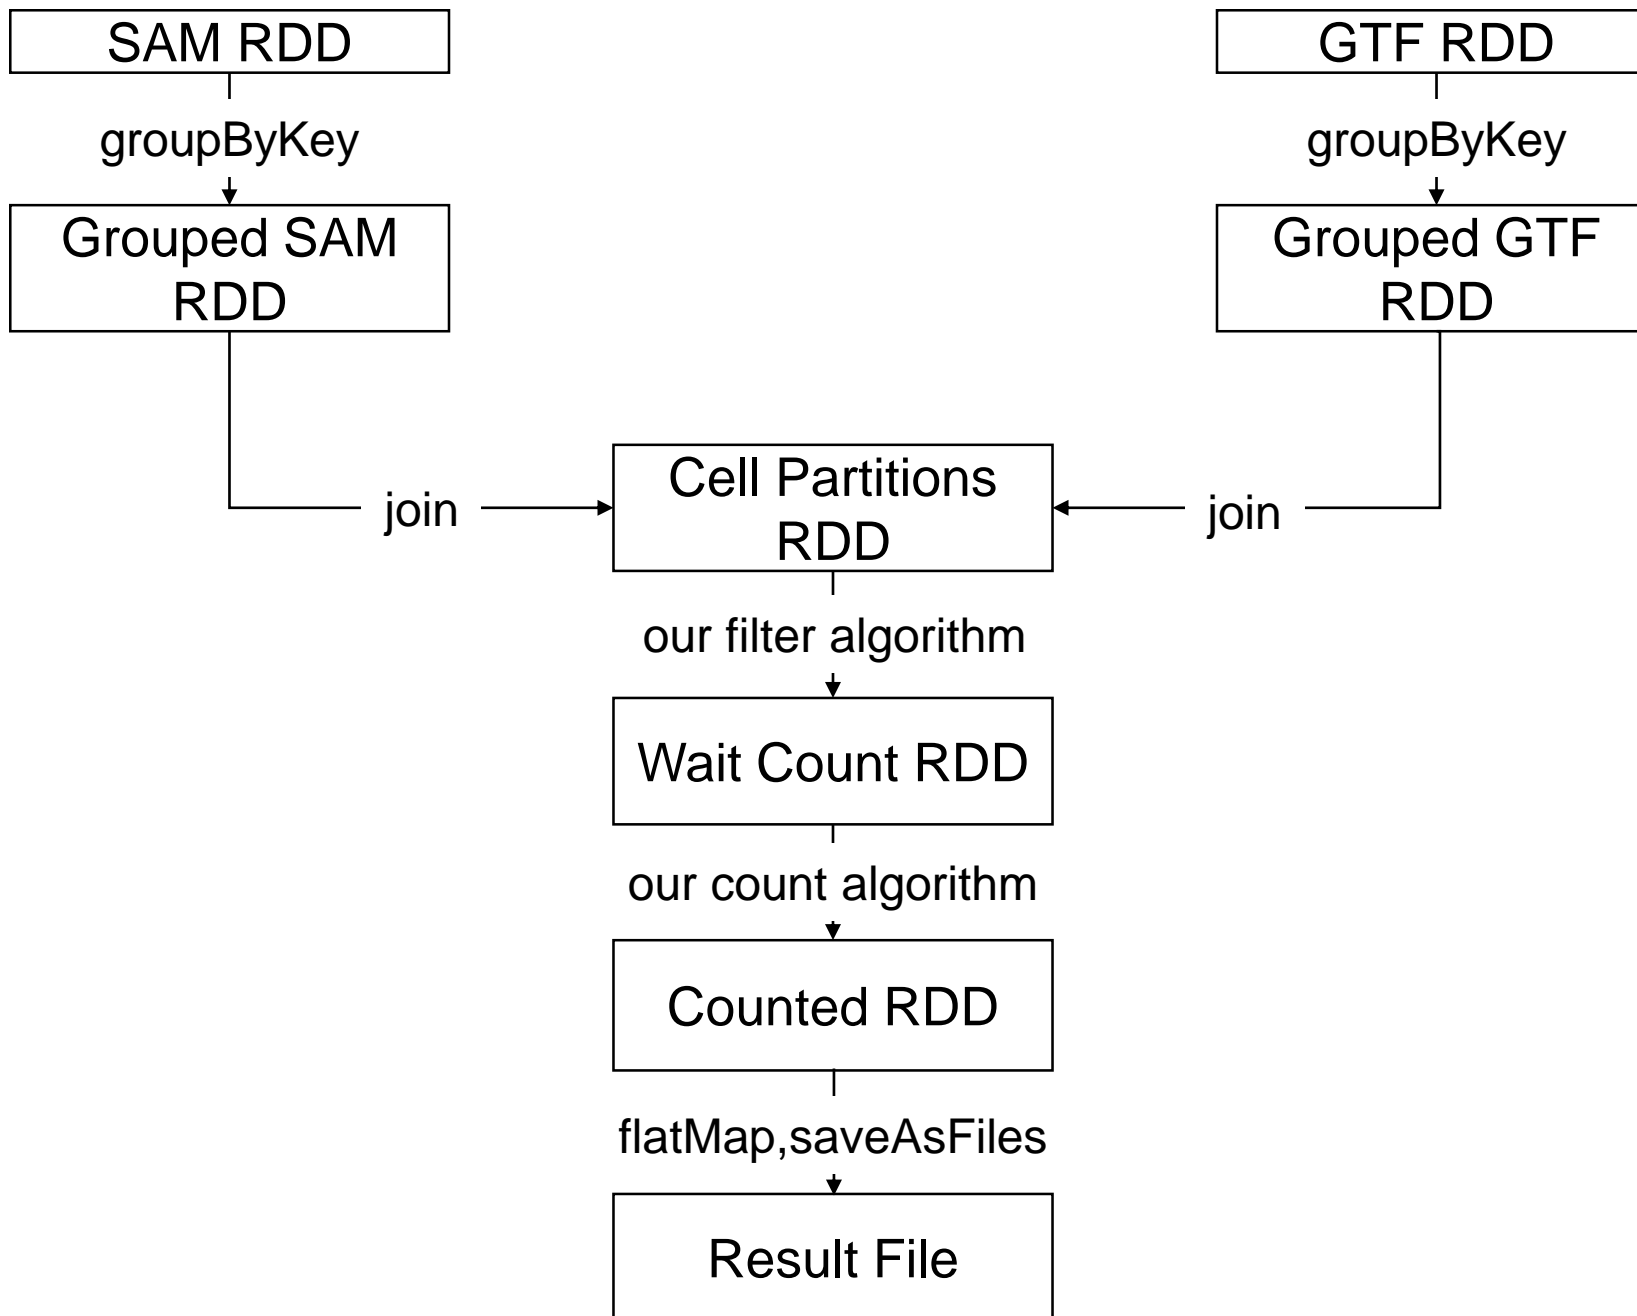 SAM RDD
GTF RDD
groupByKey
groupByKey
Grouped SAM
RDD
Grouped GTF
RDD
Cell Partitions
RDD
join
join
our filter algorithm
Wait Count RDD
our count algorithm
Counted RDD
flatMap,saveAsFiles
Result File